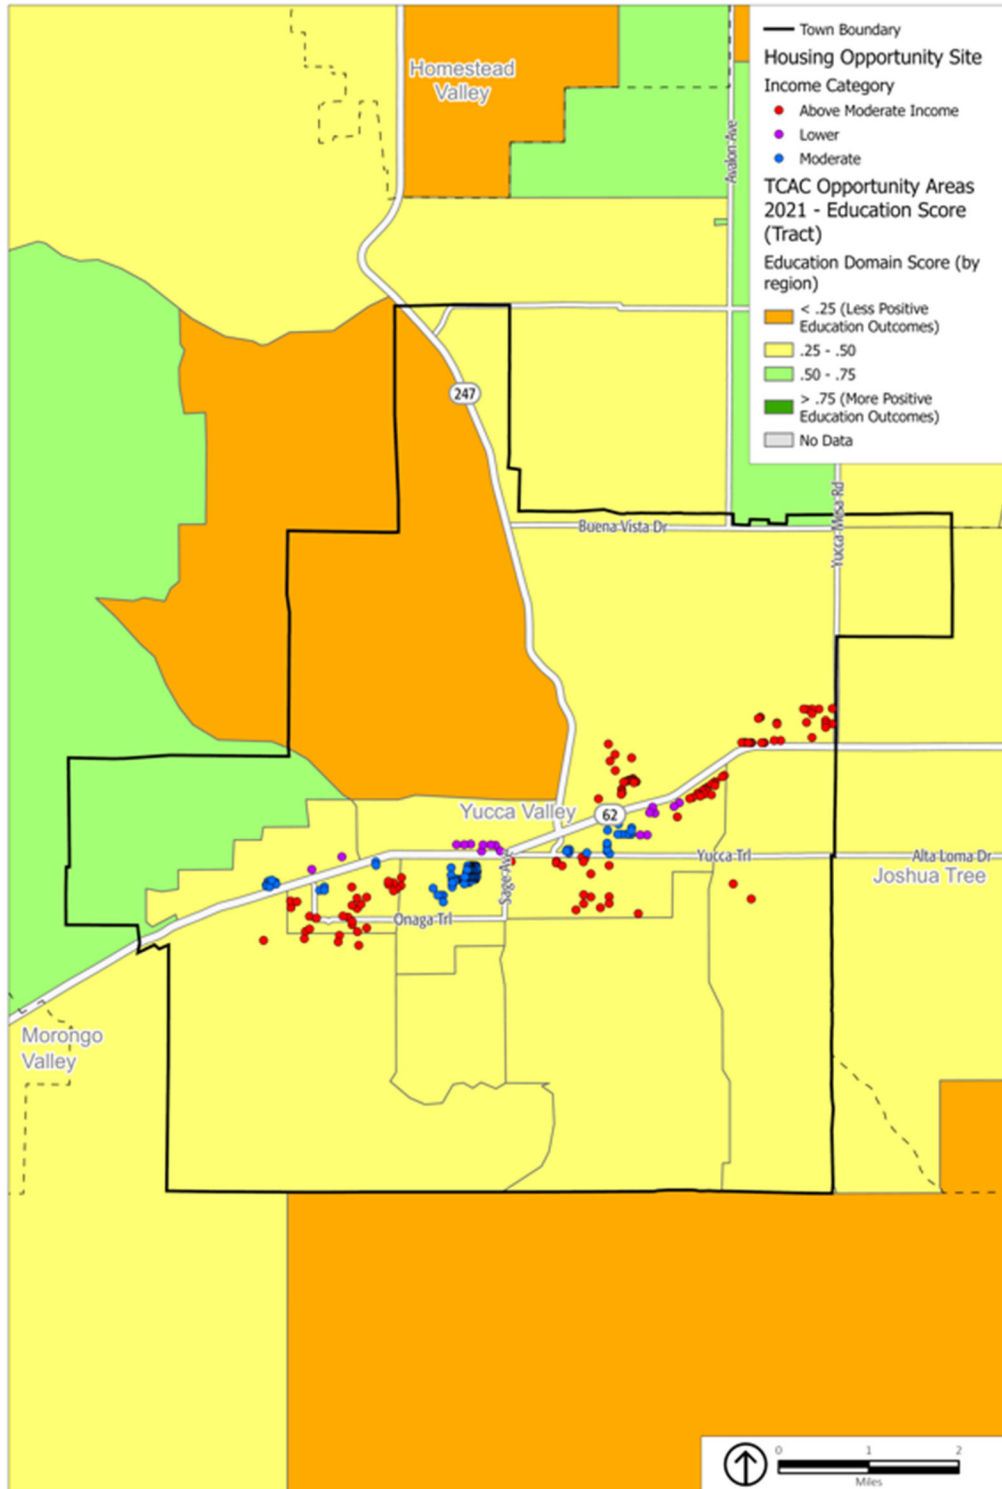 Town Boundary
Housing Opportunity Site
Income Category
Above Moderate Income
Lower
Moderate
TCAC Opportunity Areas
2021 - Education Score
(Tract)
Education Domain Score (by
region)
< .25 (Less Positive
Education Outcomes)
.25 - .50
.50 - .75
> .75 (More Positive
Education Outcomes)
No Data
Homestead
Valley
Avalon Ave
247
Yucca Mesa Rd
Buena Vista Dr
Yucca Valley
62
Yucca Trl
Alta Loma Dr
Joshua Tree
Sage Ave
Onaga Trl
Morongo
Valley
0 1 2
Miles